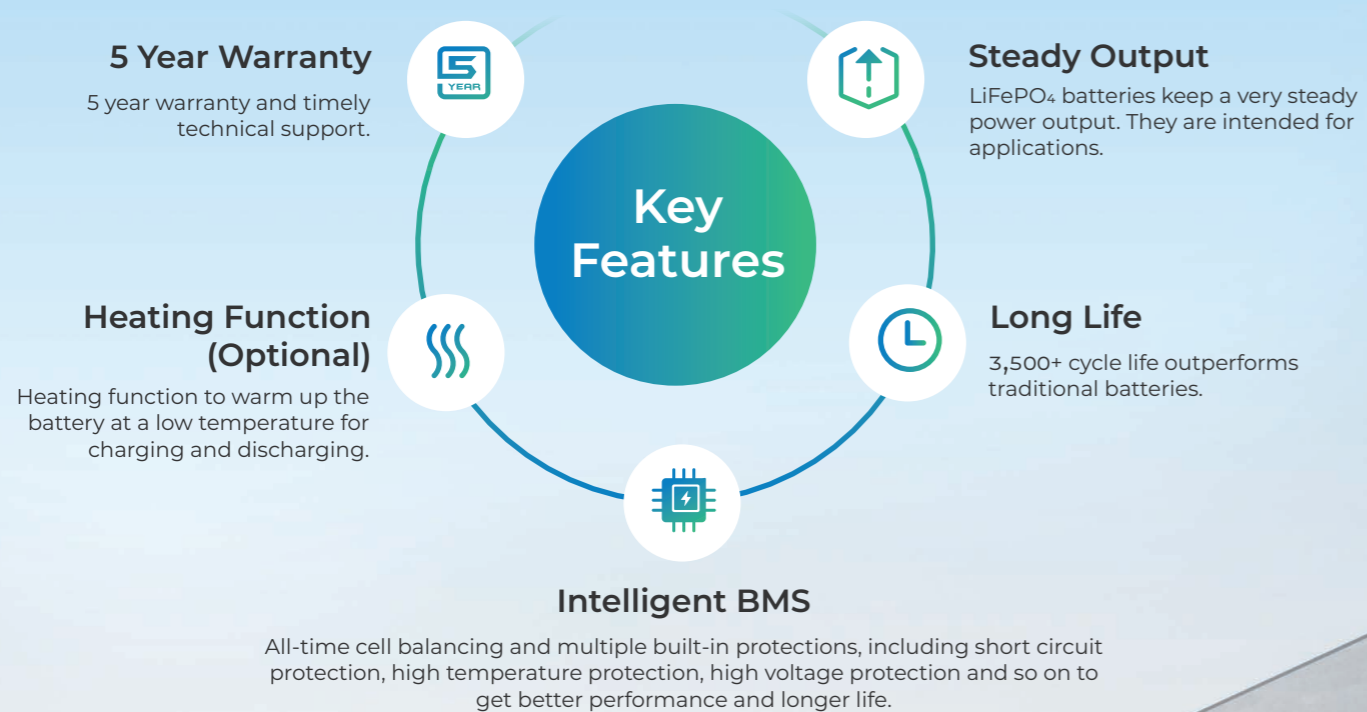 5 Year Warranty
5 year warranty and timely
technical support.
5
YEAR
Steady Output
LiFePO₄ batteries keep a very steady
power output. They are intended for
applications.
Key
Features
Heating Function
(Optional)
Heating function to warm up the
battery at a low temperature for
charging and discharging.
Long Life
3,500+ cycle life outperforms
traditional batteries.
Intelligent BMS
All-time cell balancing and multiple built-in protections, including short circuit
protection, high temperature protection, high voltage protection and so on to
get better performance and longer life.